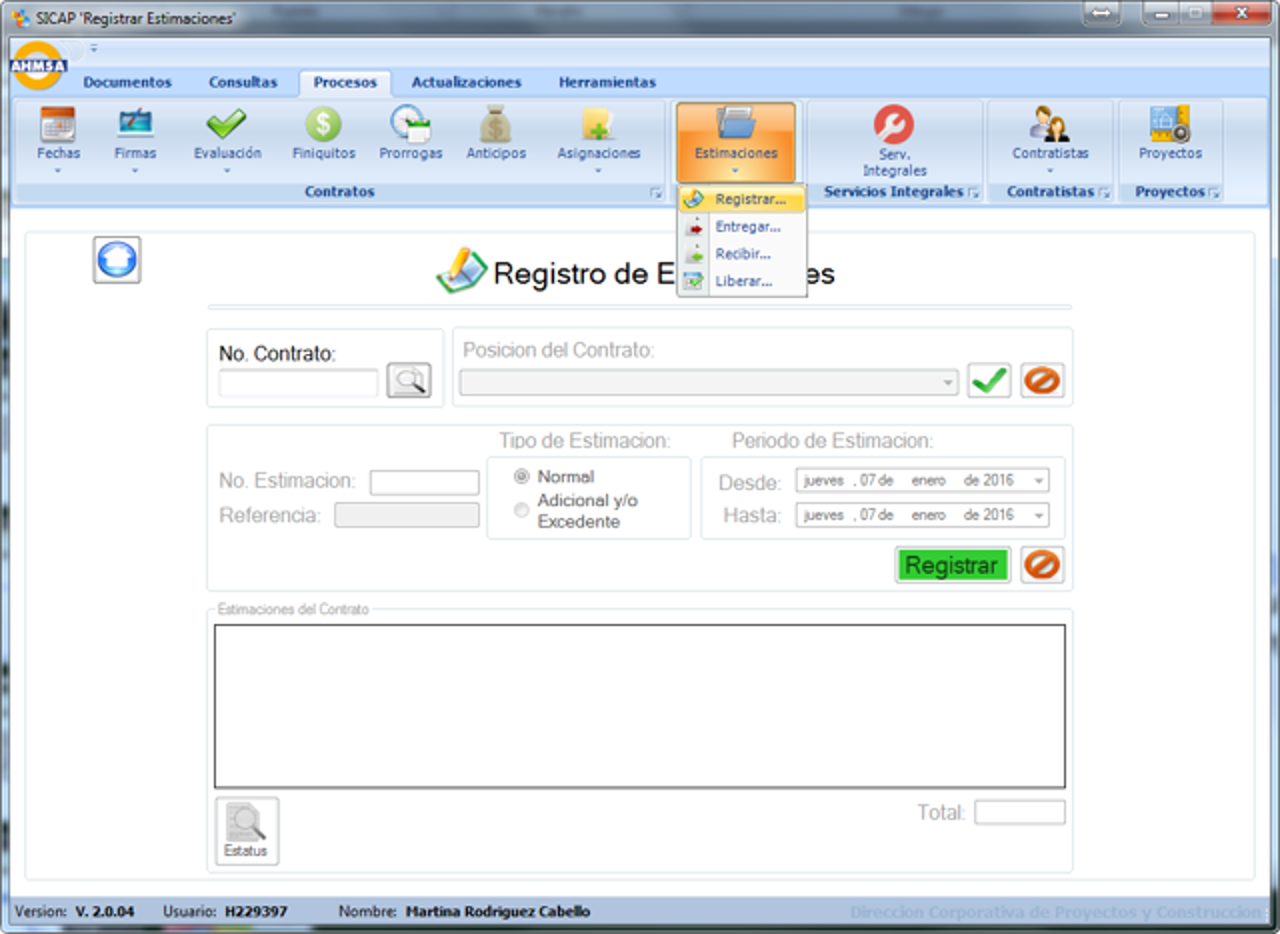 SICAP 'Registrar Estimaciones'
AHMSA
Documentos Consultas Procesos Actualizaciones Herramientas
Fechas Firmas Evaluación Finiquitos Prorrogas Anticipos Asignaciones Estimaciones Serv. Integrales Contratistas Proyectos
Contratos Servicios Integrales Contratistas Proyectos
Registrar...
Entregar...
Recibir...
Liberar...
Registro de E es
No. Contrato:
Posicion del Contrato:
Tipo de Estimacion: Periodo de Estimacion:
No. Estimacion:
Referencia:
Normal
Adicional y/o
Excedente
Desde: jueves , 07 de enero de 2016
Hasta: jueves , 07 de enero de 2016
Registrar
Estimaciones del Contrato
Total:
Estatus
Version: V. 2.0.04 Usuario: H229397 Nombre: Martina Rodriguez Cabello Direccion Corporativa de Proyectos y Construccion